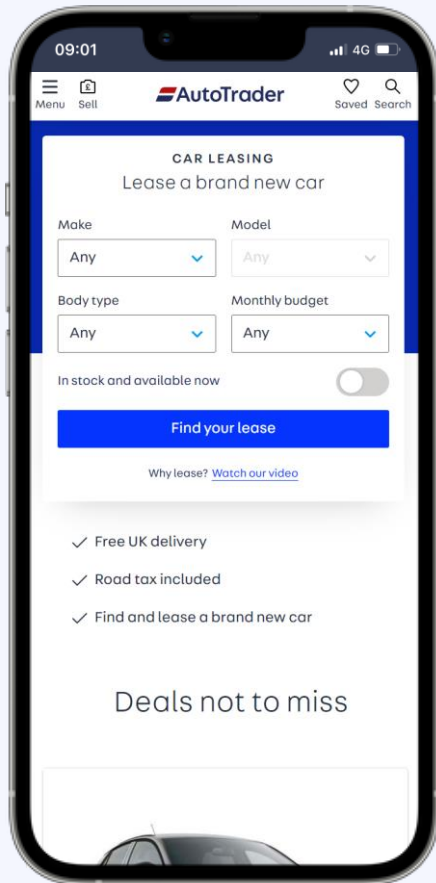 09:01
4G
Menu
Sell
£
AutoTrader
Saved
Search
CAR LEASING
Lease a brand new car
Make
Model
Any
Any
Body type
Monthly budget
Any
Any
In stock and available now
Find your lease
Why lease? Watch our video
Free UK delivery
Road tax included
Find and lease a brand new car
Deals not to miss